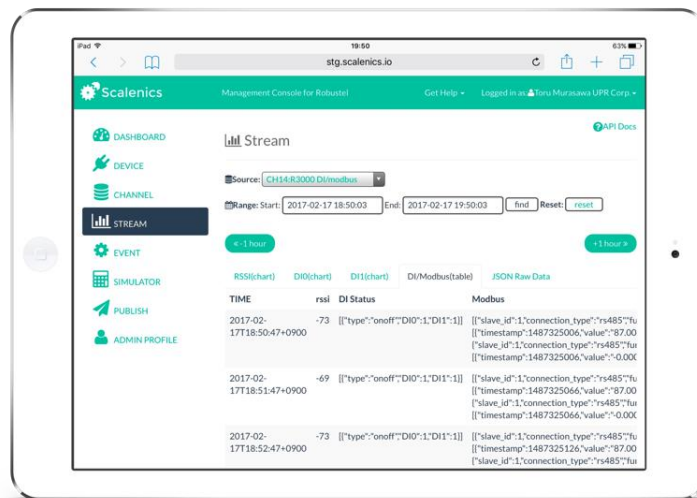 iPad
19:50
63%
stg.scalenics.io
Scalenics
Management Console for Robustel
Get Help
Logged in as
Toru Murasawa UPR Corp.
DASHBOARD
DEVICE
CHANNEL
STREAM
EVENT
SIMULATOR
PUBLISH
ADMIN PROFILE
API Docs
Stream
Source: CH14:R3000 DI/modbus
Range: Start: 2017-02-17 18:50:03 End: 2017-02-17 19:50:03 find Reset: reset
« -1 hour
+1 hour »
RSSI(chart) DI0(chart) DI1(chart) DI/Modbus(table) JSON Raw Data
TIME rssi DI Status Modbus
2017-02- -73 [{"type":"onoff","DI0":1,"DI1":1}] [{"slave_id":1,"connection_type":"rs485","fu
17T18:50:47+0900 [{"timestamp":1487325006,"value":"87.00
{"slave_id":1,"connection_type":"rs485","fur
[{"timestamp":1487325006,"value":"-0.000
2017-02- -69 [{"type":"onoff","DI0":1,"DI1":1}] [{"slave_id":1,"connection_type":"rs485","fu
17T18:51:47+0900 [{"timestamp":1487325066,"value":"87.00
{"slave_id":1,"connection_type":"rs485","fur
[{"timestamp":1487325066,"value":"-0.000
2017-02- -73 [{"type":"onoff","DI0":1,"DI1":1}] [{"slave_id":1,"connection_type":"rs485","fu
17T18:52:47+0900 [{"timestamp":1487325126,"value":"87.00
{"slave_id":1,"connection_type":"rs485","fur